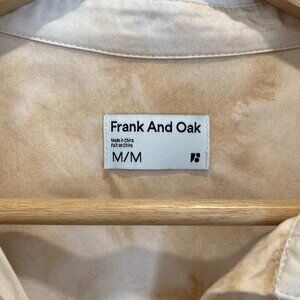 Frank And Oak
Made in China
Fait en Chine
M/M